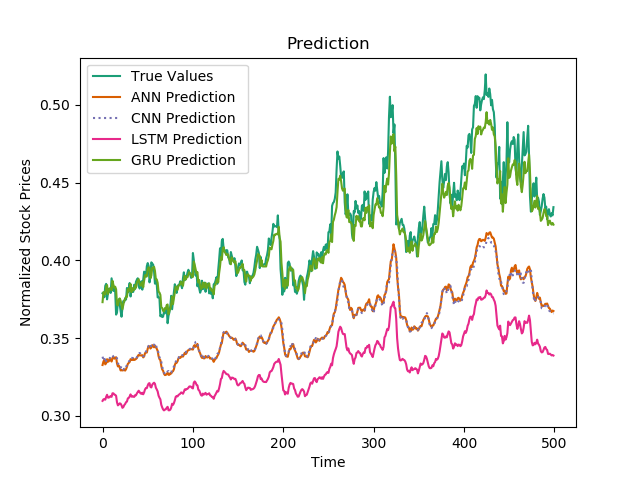 Prediction
True Values
ANN Prediction
CNN Prediction
LSTM Prediction
GRU Prediction
Normalized Stock Prices
0.50
0.45
0.40
0.35
0.30
0 100 200 300 400 500
Time